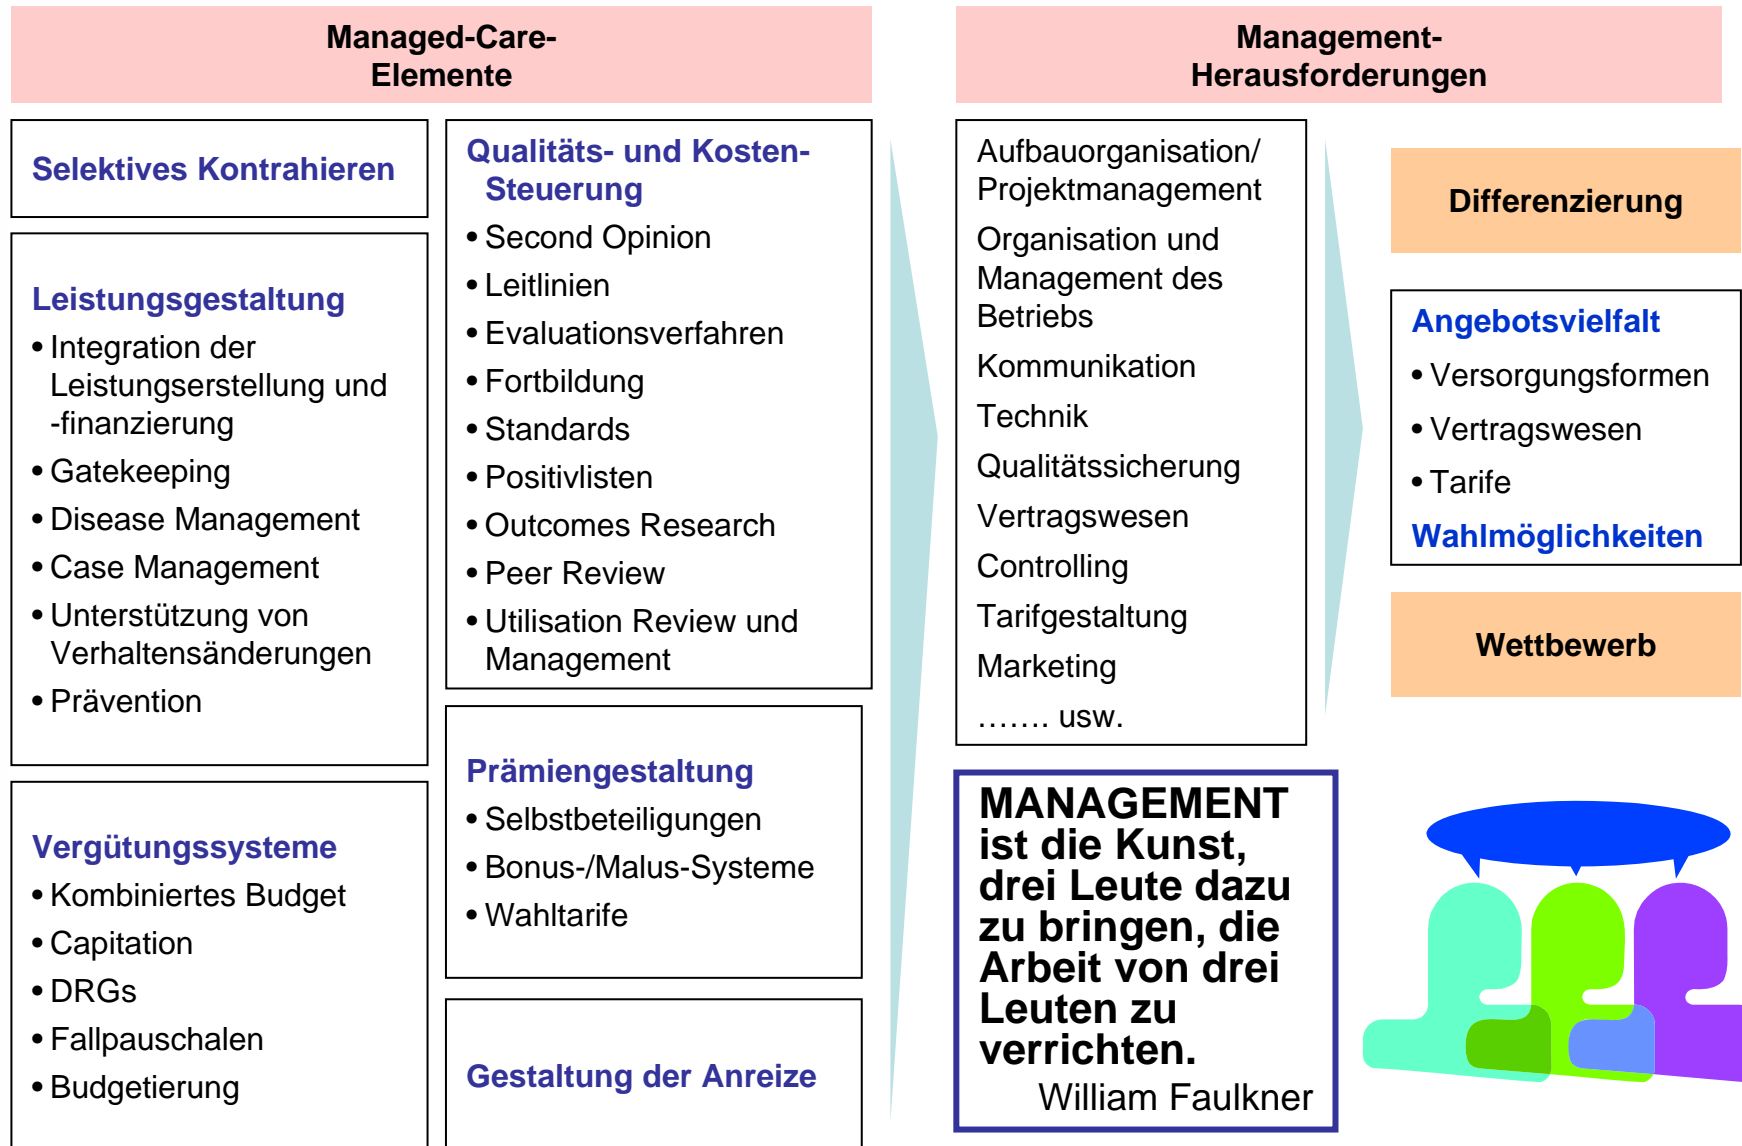 Managed-Care-
Elemente
Management-
Herausforderungen
Selektives Kontrahieren
Leistungsgestaltung
• Integration der
Leistungserstellung und
-finanzierung
• Gatekeeping
• Disease Management
• Case Management
• Unterstützung von
Verhaltensänderungen
• Prävention
Vergütungssysteme
• Kombiniertes Budget
• Capitation
• DRGs
• Fallpauschalen
• Budgetierung
Qualitäts- und Kosten-
Steuerung
• Second Opinion
• Leitlinien
• Evaluationsverfahren
• Fortbildung
• Standards
• Positivlisten
• Outcomes Research
• Peer Review
• Utilisation Review und
Management
Prämiengestaltung
• Selbstbeteiligungen
• Bonus-/Malus-Systeme
• Wahltarife
Gestaltung der Anreize
Aufbauorganisation/
Projektmanagement
Organisation und
Management des
Betriebs
Kommunikation
Technik
Qualitätssicherung
Vertragswesen
Controlling
Tarifgestaltung
Marketing
……. usw.
MANAGEMENT
ist die Kunst,
drei Leute dazu
zu bringen, die
Arbeit von drei
Leuten zu
verrichten.
William Faulkner
Differenzierung
Angebotsvielfalt
• Versorgungsformen
• Vertragswesen
• Tarife
Wahlmöglichkeiten
Wettbewerb